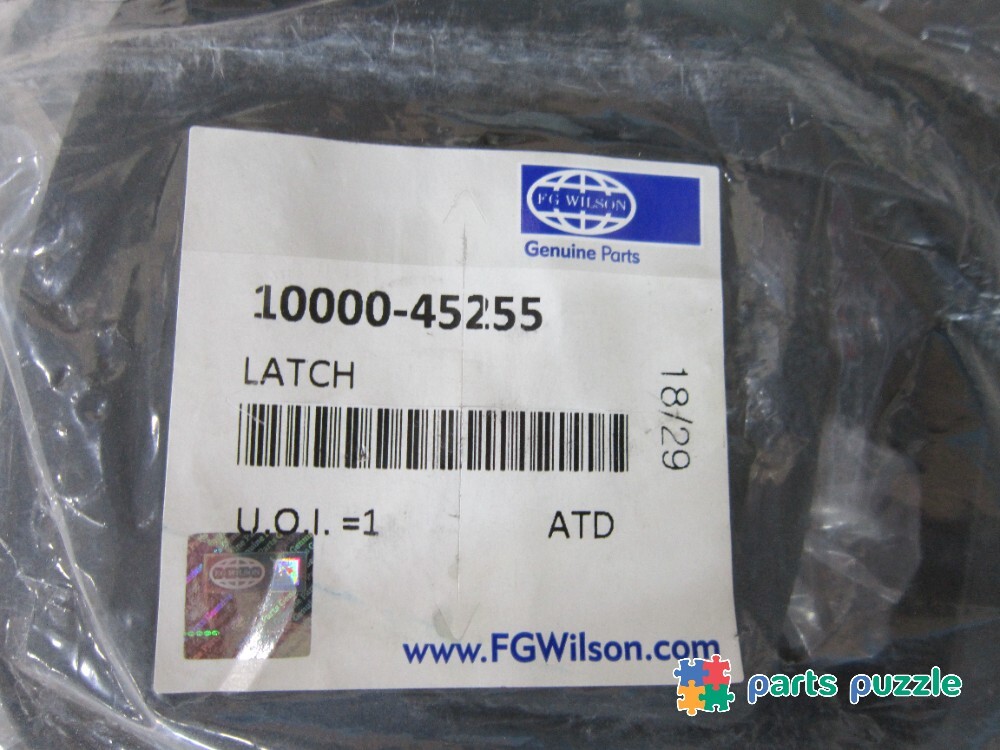 FG WILSON
Genuine Parts
10000-45255
LATCH
18/29
U.O.I. =1
ATD
www.FGWilson.com
parts puzzle